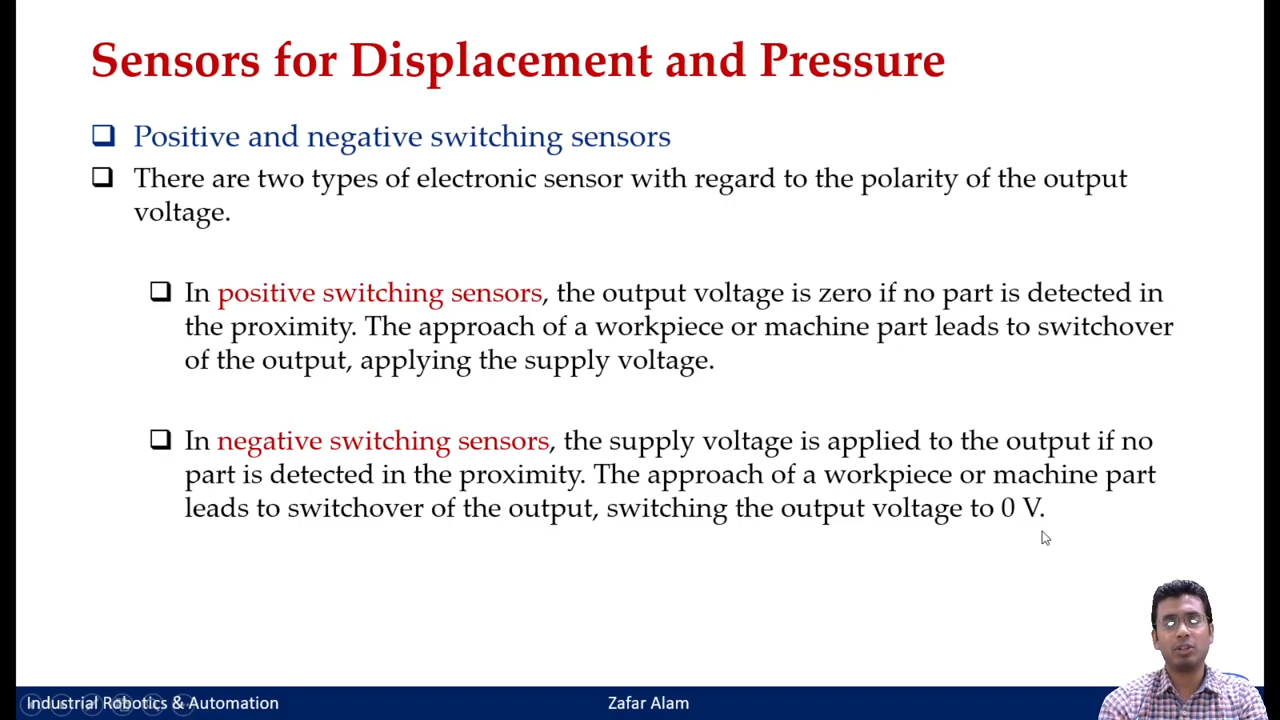 Sensors for Displacement and Pressure
Positive and negative switching sensors
There are two types of electronic sensor with regard to the polarity of the output
voltage.
In positive switching sensors, the output voltage is zero if no part is detected in
the proximity. The approach of a workpiece or machine part leads to switchover
of the output, applying the supply voltage.
In negative switching sensors, the supply voltage is applied to the output if no
part is detected in the proximity. The approach of a workpiece or machine part
leads to switchover of the output, switching the output voltage to 0 V.
Industrial Robotics & Automation
Zafar Alam